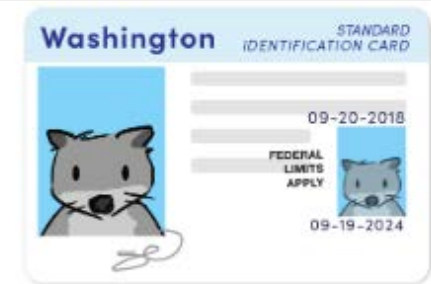 Washington
STANDARD
IDENTIFICATION CARD
09-20-2018
FEDERAL
LIMITS
APPLY
09-19-2024